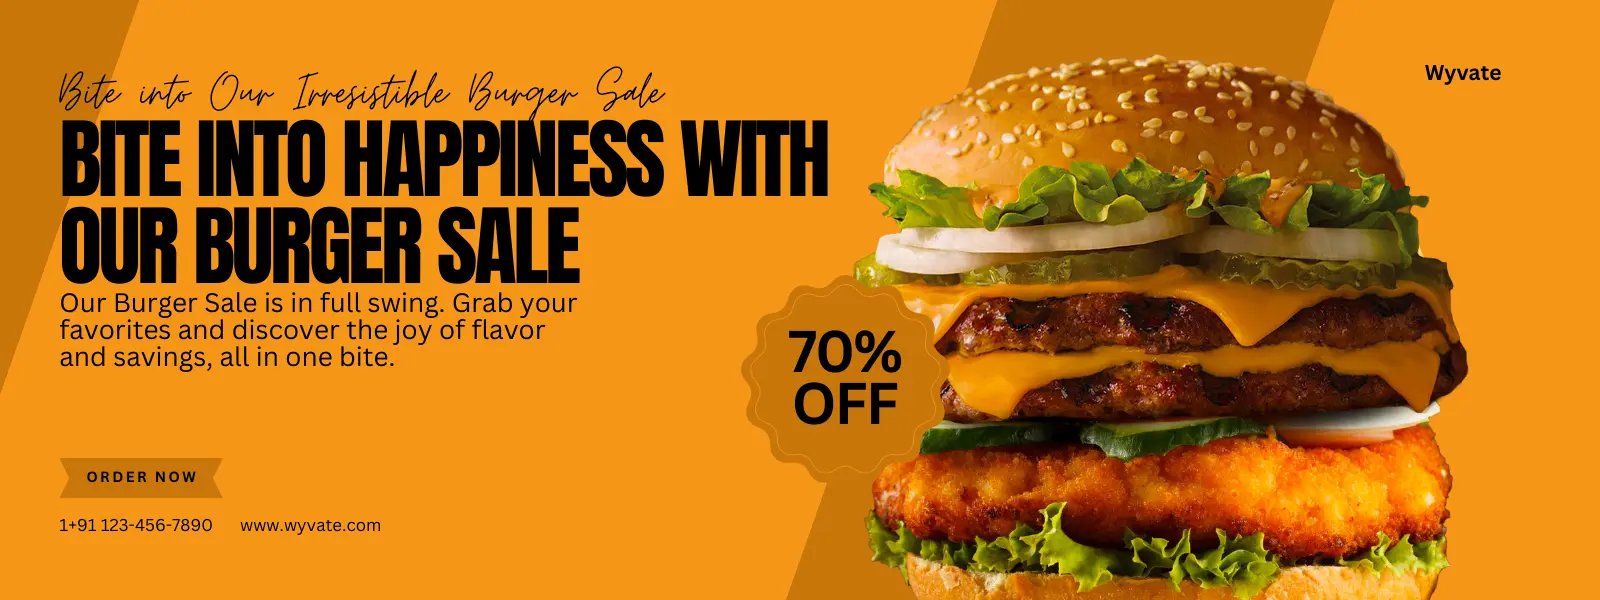 Wyvate
Bite into Our Irresistible Burger Sale
BITE INTO HAPPINESS WITH
OUR BURGER SALE
Our Burger Sale is in full swing. Grab your
favorites and discover the joy of flavor
and savings, all in one bite.
70%
OFF
ORDER NOW
1+91 123-456-7890 www.wyvate.com